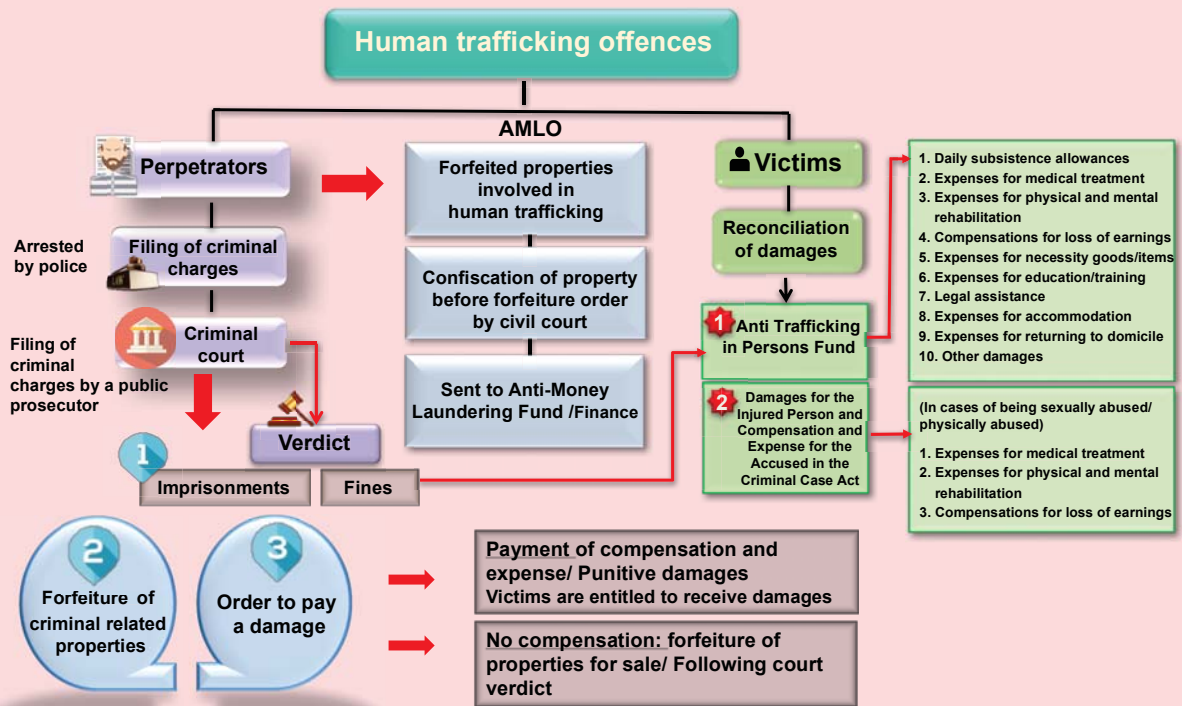 Human trafficking offences
AMLO
Perpetrators
Arrested
by police
Filing of criminal
charges
LAW
Criminal
court
Filing of
criminal
charges by a public
prosecutor
Verdict
1
Imprisonments
Fines
Forfeited properties
involved in
human trafficking
Confiscation of property
before forfeiture order
by civil court
Sent to Anti-Money
Laundering Fund /Finance
Victims
Reconciliation
of damages
1
Anti Trafficking
in Persons Fund
2
Damages for the
Injured Person and
Compensation and
Expense for the
Accused in the
Criminal Case Act
1. Daily subsistence allowances
2. Expenses for medical treatment
3. Expenses for physical and mental
rehabilitation
4. Compensations for loss of earnings
5. Expenses for necessity goods/items
6. Expenses for education/training
7. Legal assistance
8. Expenses for accommodation
9. Expenses for returning to domicile
10. Other damages
(In cases of being sexually abused/
physically abused)
1. Expenses for medical treatment
2. Expenses for physical and mental
rehabilitation
3. Compensations for loss of earnings
2
Forfeiture of
criminal related
properties
3
Order to pay
a damage
Payment of compensation and
expense/ Punitive damages
Victims are entitled to receive damages
No compensation: forfeiture of
properties for sale/ Following court
verdict